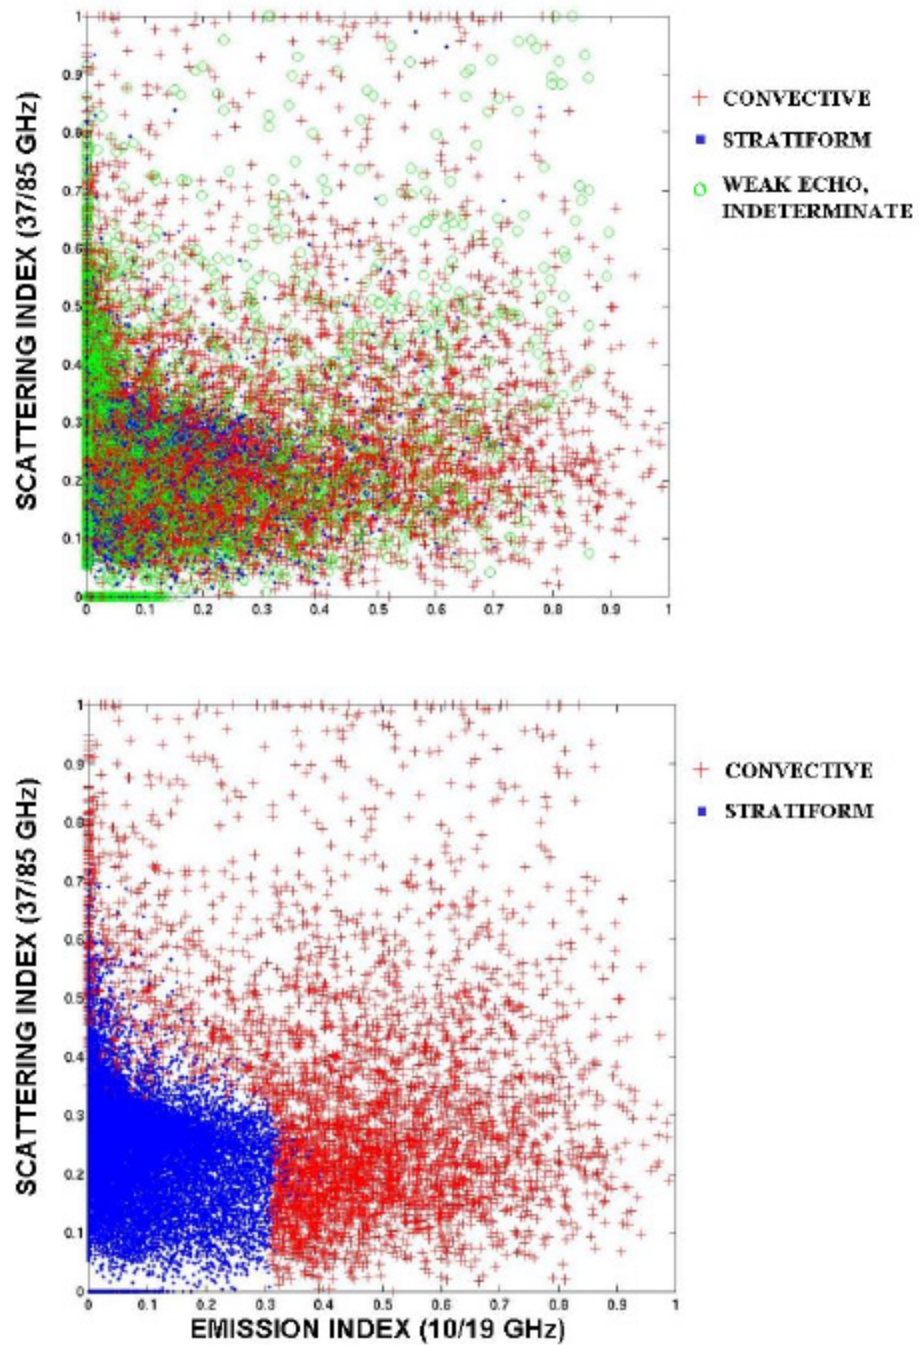 SCATTERING INDEX (37/85 GHz)
1
0.9
0.8
0.7
0.6
0.5
0.4
0.3
0.2
0.1
0
0 0.1 0.2 0.3 0.4 0.5 0.6 0.7 0.8 0.9 1
CONVECTIVE
STRATIFORM
WEAK ECHO,
INDETERMINATE
SCATTERING INDEX (37/85 GHz)
1
0.9
0.8
0.7
0.6
0.5
0.4
0.3
0.2
0.1
0
0 0.1 0.2 0.3 0.4 0.5 0.6 0.7 0.8 0.9 1
EMISSION INDEX (10/19 GHz)
CONVECTIVE
STRATIFORM